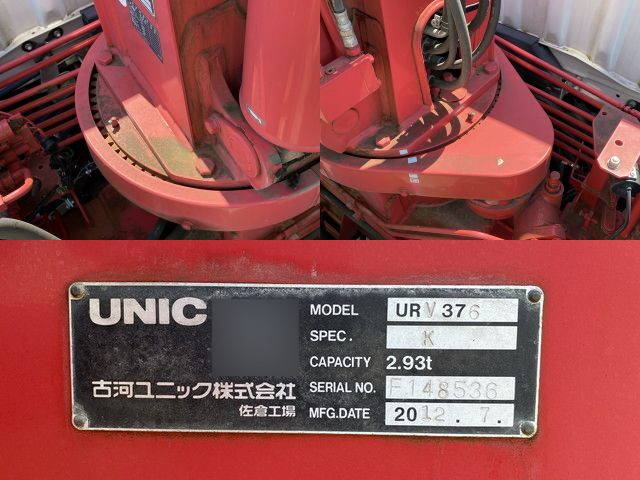 UNIC
MODEL URV376
SPEC. K
CAPACITY 2.93t
古河ユニック株式会社
佐倉工場
SERIAL NO. F148536
MFG.DATE 2012.7.